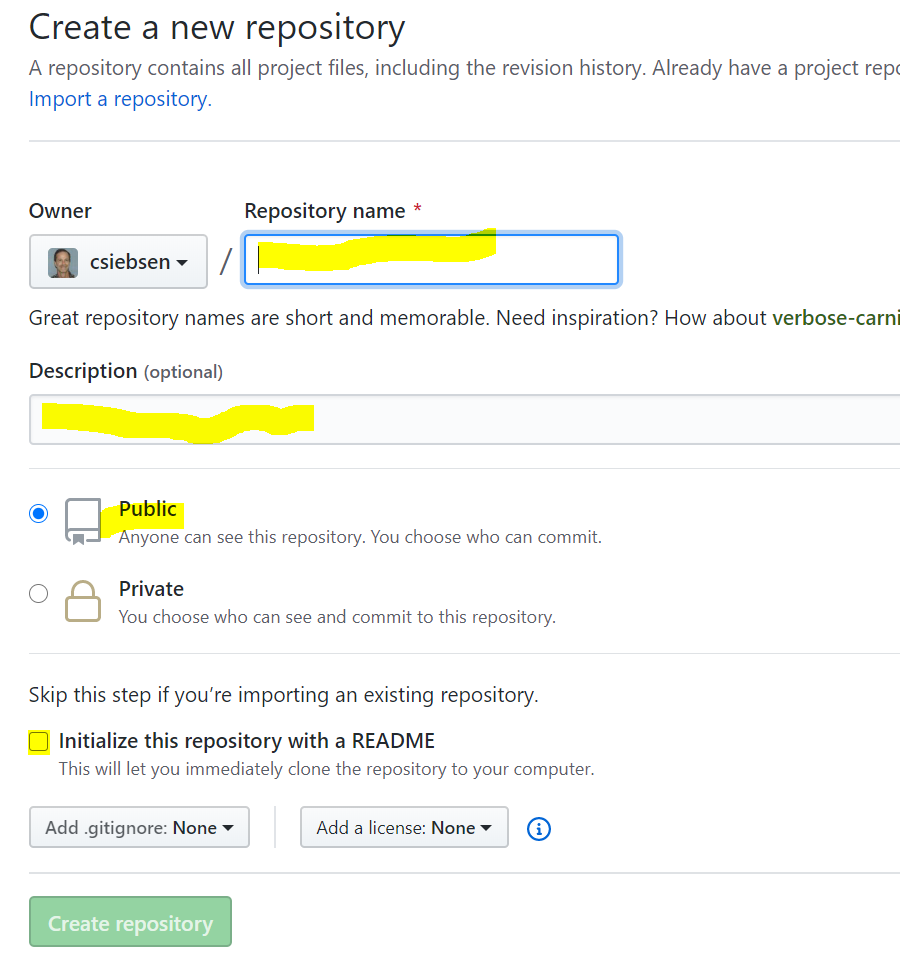 Create a new repository
A repository contains all project files, including the revision history. Already have a project
Import a repository.
Owner
Repository name *
csiebsen /
Great repository names are short and memorable. Need inspiration? How about
Description (optional)
Public
Anyone can see this repository. You choose who can commit.
Private
You choose who can see and commit to this repository.
Skip this step if you’re importing an existing repository.
Initialize this repository with a README
This will let you immediately clone the repository to your computer.
Add .gitignore: None
Add a license: None
Create repository